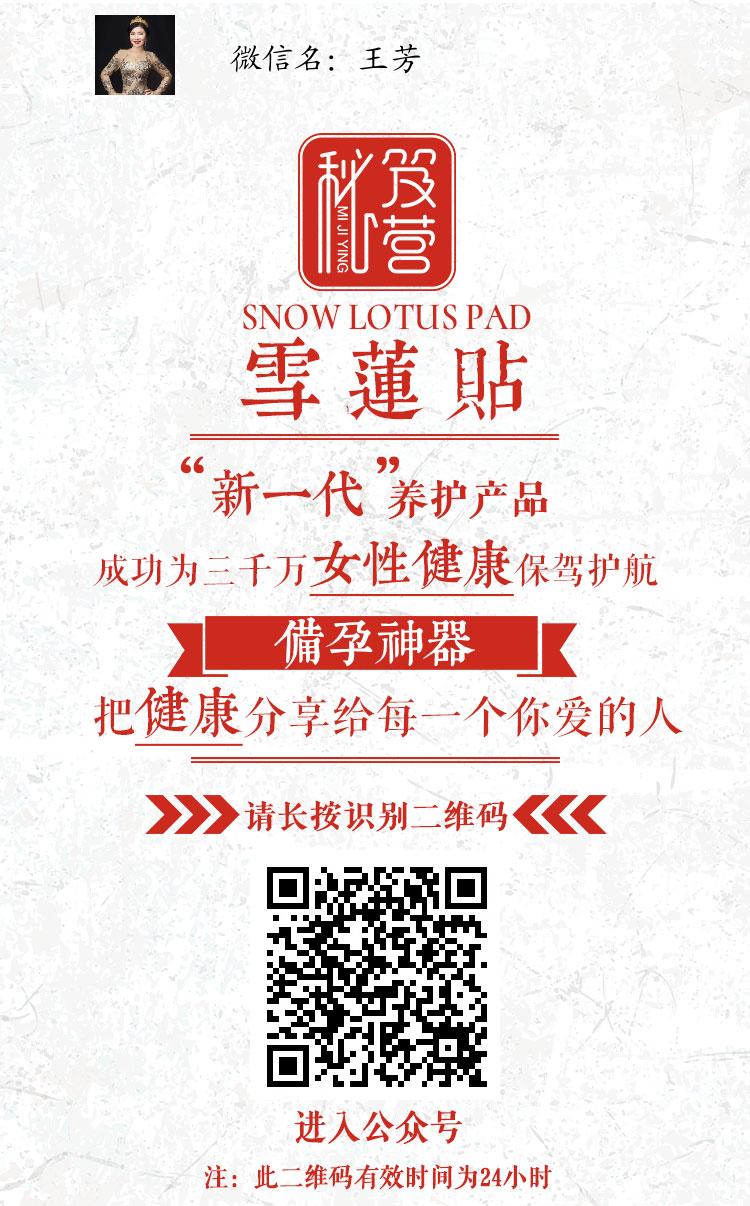 微信名：王芳
秘笈营
MI JI YING
SNOW LOTUS PAD
雪蓮貼
“新一代”养护产品
成功为三千万女性健康保驾护航
備孕神器
把健康分享给每一个你爱的人
请长按识别二维码
进入公众号
注：此二维码有效时间为24小时